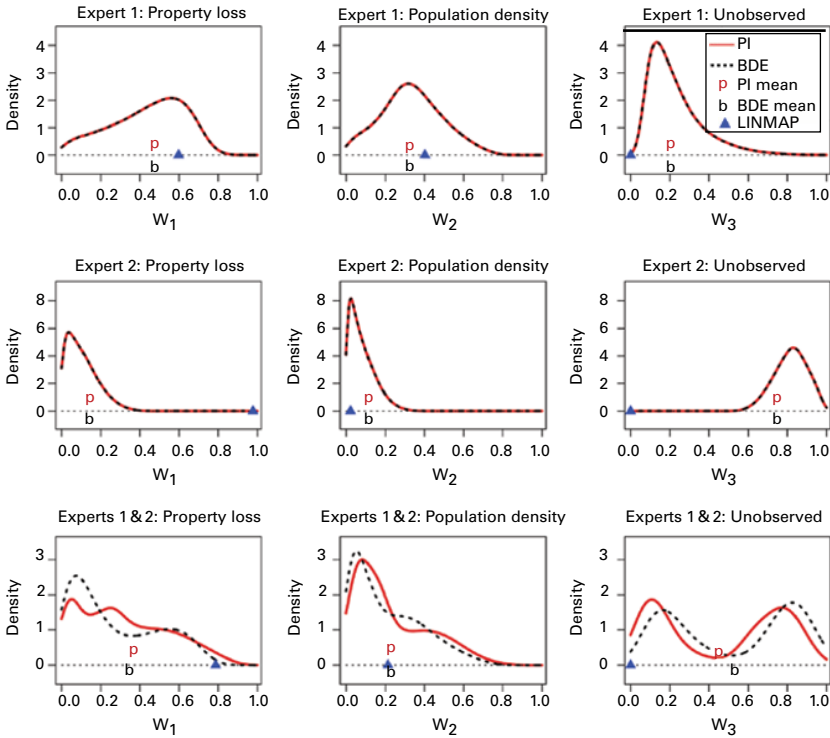 Expert 1: Property loss
Expert 1: Population density
Expert 1: Unobserved
Density
4
3
2
1
0
p
b
0.0 0.2 0.4 0.6 0.8 1.0
W1
4
3
2
1
0
p
b
0.0 0.2 0.4 0.6 0.8 1.0
W2
Density
4
3
2
1
0
PI
BDE
p PI mean
b BDE mean
LINMAP
p
b
0.0 0.2 0.4 0.6 0.8 1.0
W3
Expert 2: Property loss
Expert 2: Population density
Expert 2: Unobserved
Density
8
6
4
2
0
p
b
0.0 0.2 0.4 0.6 0.8 1.0
W1
Density
8
6
4
2
0
p
b
0.0 0.2 0.4 0.6 0.8 1.0
W2
Density
8
6
4
2
0
p
b
0.0 0.2 0.4 0.6 0.8 1.0
W3
Experts 1 & 2: Property loss
Experts 1 & 2: Population density
Experts 1 & 2: Unobserved
Density
3
2
1
0
p
b
0.0 0.2 0.4 0.6 0.8 1.0
W1
Density
3
2
1
0
p
b
0.0 0.2 0.4 0.6 0.8 1.0
W2
Density
3
2
1
0
p
b
0.0 0.2 0.4 0.6 0.8 1.0
W3